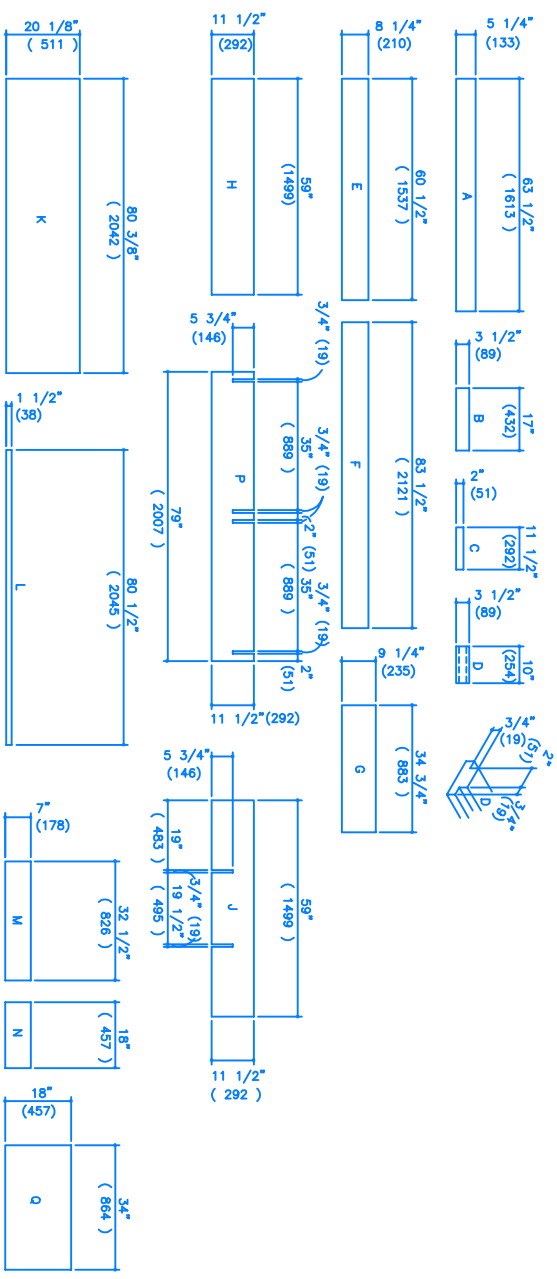 5 1/4"
(133)
63 1/2"
( 1613 )
A
3 1/2"
(89)
17"
(432)
B
2"
(51)
11 1/2"
(292)
C
3 1/2"
(89)
10"
(254)
D
3/4"
(19)
2"
(51)
3/4"
(19)
D
8 1/4"
(210)
60 1/2"
( 1537 )
E
83 1/2"
( 2121 )
F
9 1/4"
(235)
34 3/4"
( 883 )
G
11 1/2"
(292)
59"
(1499)
H
5 3/4"
(146)
3/4" (19)
35"
( 889 )
3/4" (19)
2" (51)
35"
( 889 )
3/4" (19)
2"
(51)
P
79"
( 2007 )
11 1/2"(292)
5 3/4"
(146)
59"
( 1499 )
J
19"
( 483 )
3/4" (19)
19 1/2"
( 495 )
11 1/2"
( 292 )
20 1/8"
( 511 )
80 3/8"
( 2042 )
K
1 1/2"
(38)
80 1/2"
( 2045 )
L
7"
(178)
32 1/2"
( 826 )
M
18"
( 457 )
N
18"
(457)
34"
( 864 )
Q